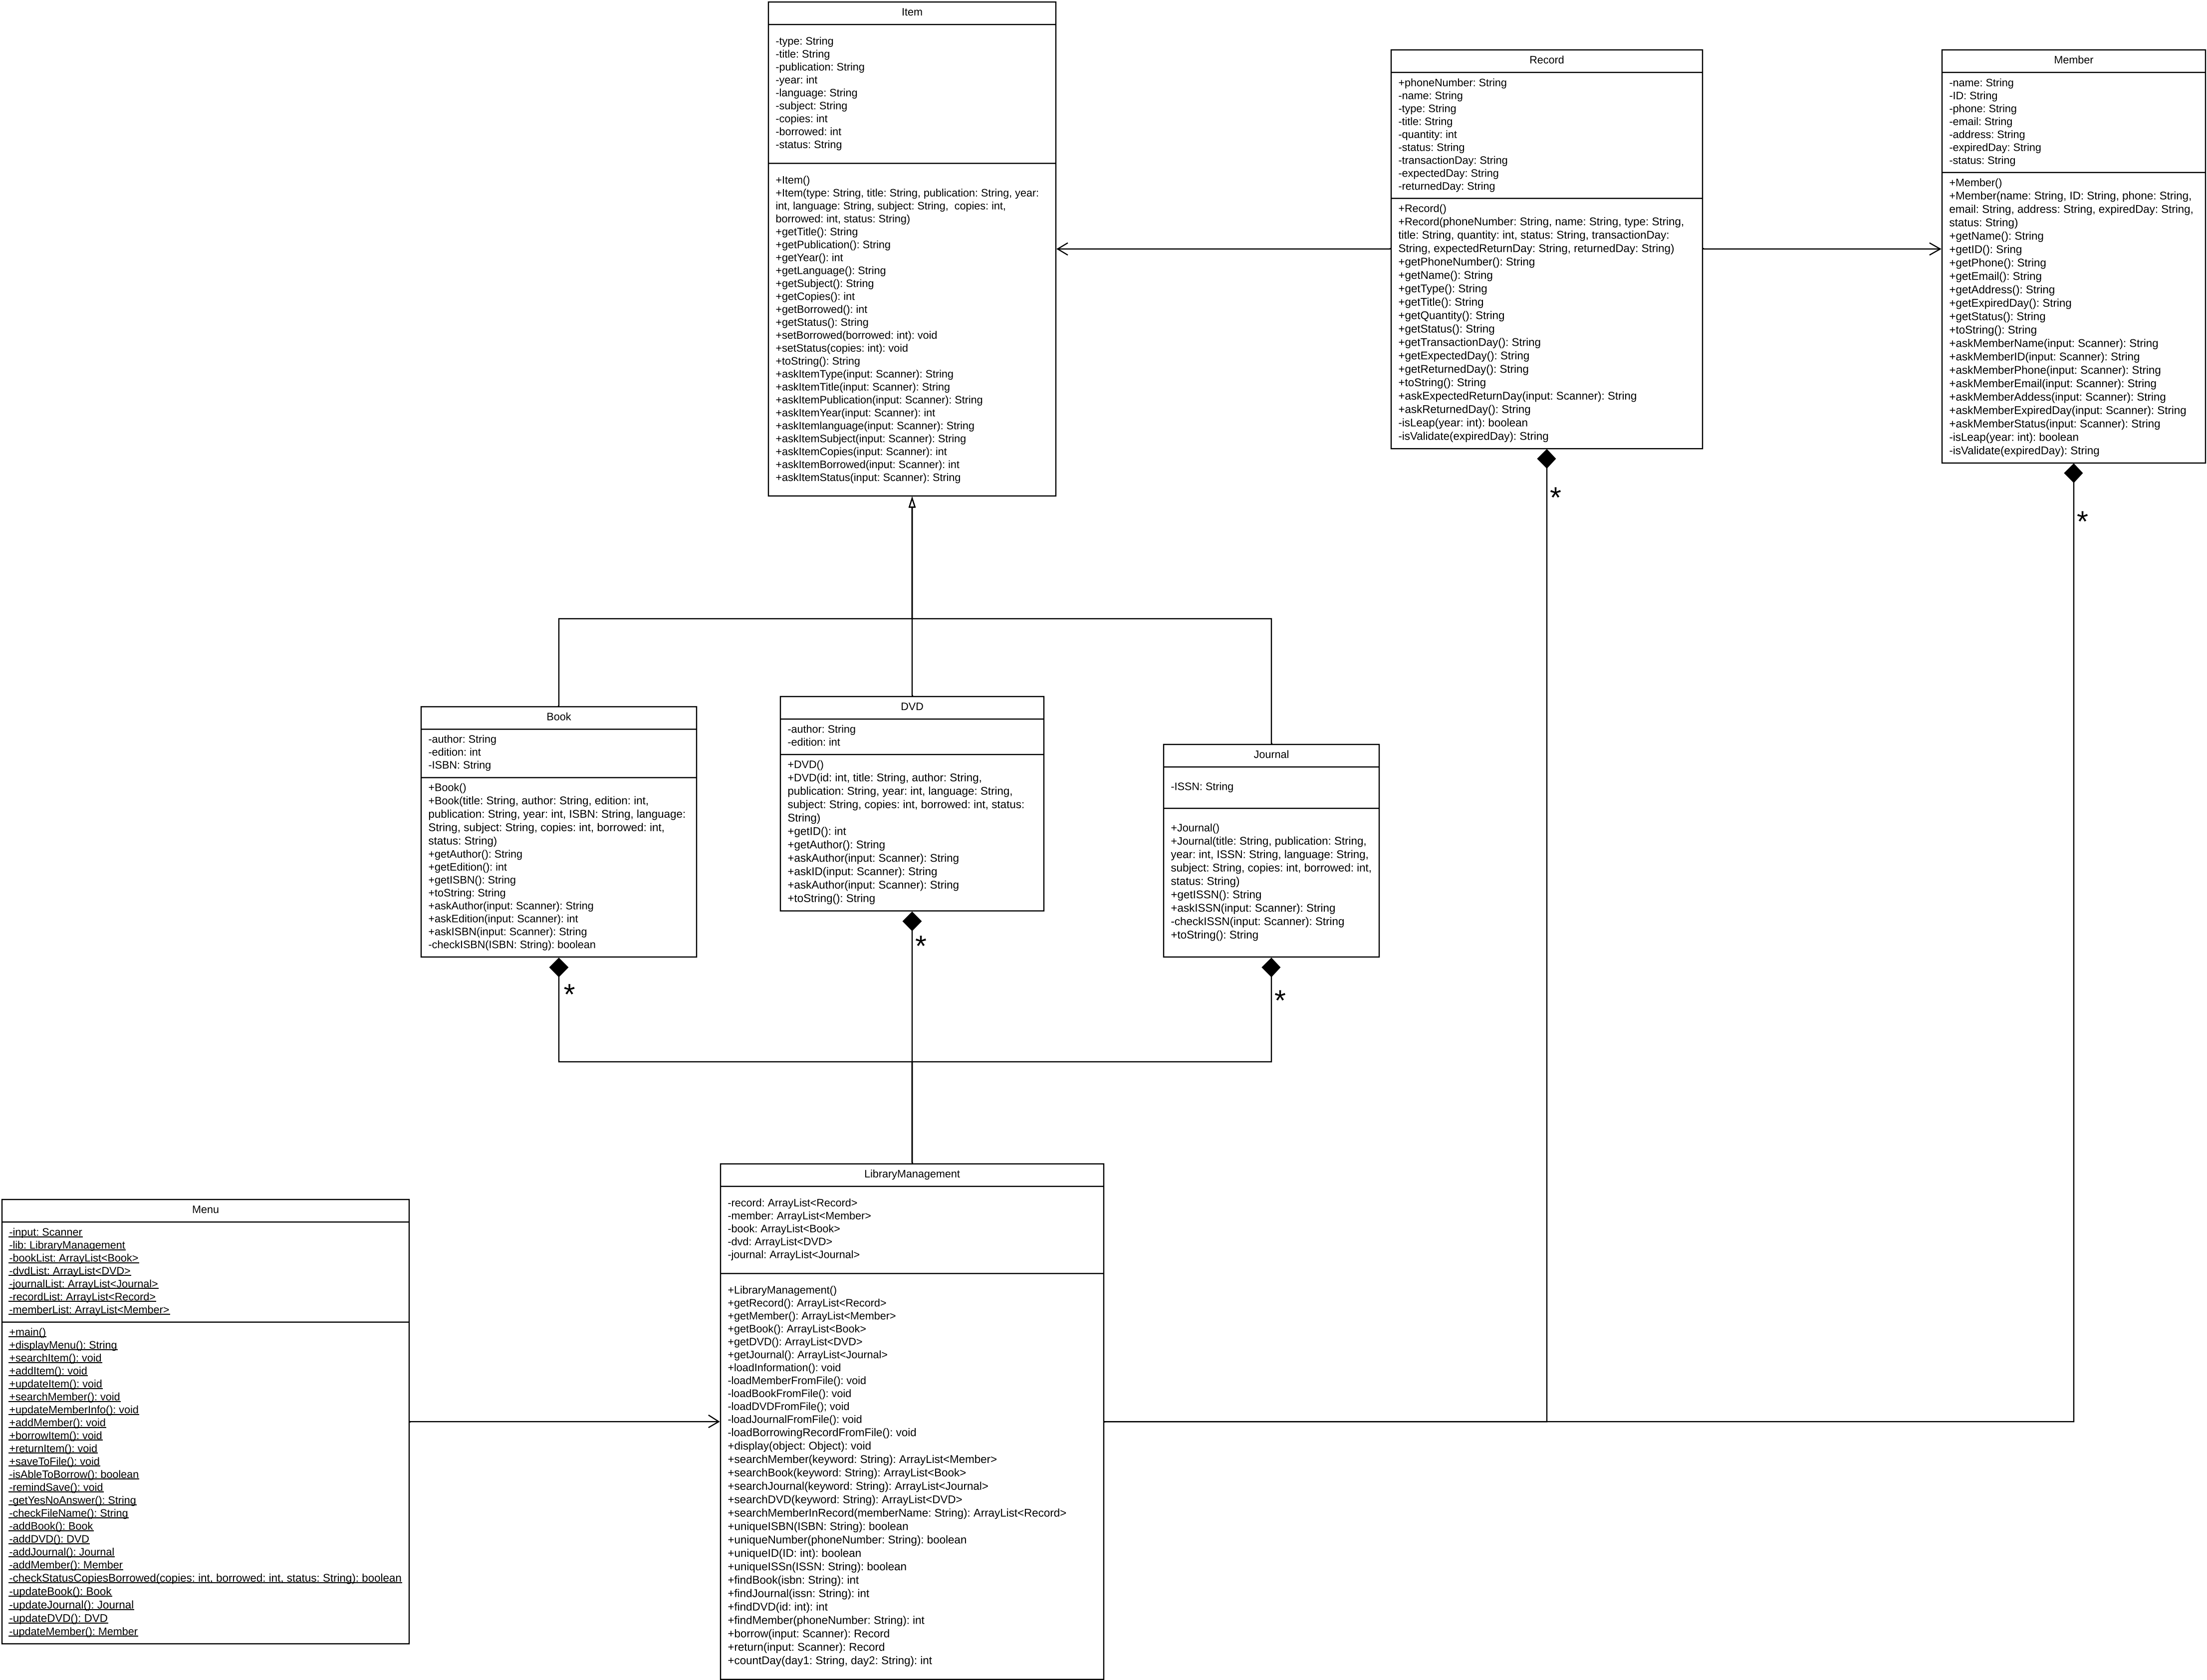 Item
-type: String
-title: String
-publication: String
-year: int
-language: String
-subject: String
-copies: int
-borrowed: int
-status: String
+Item()
+Item(type: String, title: String, publication: String, year:
int, language: String, subject: String,  copies: int,
borrowed: int, status: String)
+getTitle(): String
+getPublication(): String
+getYear(): int
+getLanguage(): String
+getSubject(): String
+getCopies(): int
+getBorrowed(): int
+getStatus(): String
+setBorrowed(borrowed: int): void
+setStatus(copies: int): void
+toString(): String
+askItemType(input: Scanner): String
+askItemTitle(input: Scanner): String
+askItemPublication(input: Scanner): String
+askItemYear(input: Scanner): int
+askItemlanguage(input: Scanner): String
+askItemSubject(input: Scanner): String
+askItemCopies(input: Scanner): int
+askItemBorrowed(input: Scanner): int
+askItemStatus(input: Scanner): String
Record
+phoneNumber: String
-name: String
-type: String
-title: String
-quantity: int
-status: String
-transactionDay: String
-expectedDay: String
-returnedDay: String
+Record()
+Record(phoneNumber: String, name: String, type: String,
title: String, quantity: int, status: String, transactionDay:
String, expectedReturnDay: String, returnedDay: String)
+getPhoneNumber(): String
+getName(): String
+getType(): String
+getTitle(): String
+getQuantity(): String
+getStatus(): String
+getTransactionDay(): String
+getExpectedDay(): String
+getReturnedDay(): String
+toString(): String
+askExpectedReturnDay(input: Scanner): String
+askReturnedDay(): String
-isLeap(year: int): boolean
-isValidate(expiredDay): String
*
Member
-name: String
-ID: String
-phone: String
-email: String
-address: String
-expiredDay: String
-status: String
+Member()
+Member(name: String, ID: String, phone: String,
email: String, address: String, expiredDay: String,
status: String)
+getName(): String
+getID(): Sring
+getPhone(): String
+getEmail(): String
+getAddress(): String
+getExpiredDay(): String
+getStatus(): String
+toString(): String
+askMemberName(input: Scanner): String
+askMemberID(input: Scanner): String
+askMemberPhone(input: Scanner): String
+askMemberEmail(input: Scanner): String
+askMemberAddess(input: Scanner): String
+askMemberExpiredDay(input: Scanner): String
+askMemberStatus(input: Scanner): String
-isLeap(year: int): boolean
-isValidate(expiredDay): String
*
Book
-author: String
-edition: int
-ISBN: String
+Book()
+Book(title: String, author: String, edition: int,
publication: String, year: int, ISBN: String, language:
String, subject: String, copies: int, borrowed: int,
status: String)
+getAuthor(): String
+getEdition(): int
+getISBN(): String
+toString: String
+askAuthor(input: Scanner): String
+askEdition(input: Scanner): int
+askISBN(input: Scanner): String
-checkISBN(ISBN: String): boolean
*
DVD
-author: String
-edition: int
+DVD()
+DVD(id: int, title: String, author: String,
publication: String, year: int, language: String,
subject: String, copies: int, borrowed: int, status:
String)
+getID(): int
+getAuthor(): String
+askAuthor(input: Scanner): String
+askID(input: Scanner): String
+askAuthor(input: Scanner): String
+toString(): String
*
Journal
-ISSN: String
+Journal()
+Journal(title: String, publication: String,
year: int, ISSN: String, language: String,
subject: String, copies: int, borrowed: int,
status: String)
+getISSN(): String
+askISSN(input: Scanner): String
-checkISSN(input: Scanner): String
+toString(): String
*
Menu
-input: Scanner
-lib: LibraryManagement
-bookList: ArrayList<Book>
-dvdList: ArrayList<DVD>
-journalList: ArrayList<Journal>
-recordList: ArrayList<Record>
-memberList: ArrayList<Member>
+main()
+displayMenu(): String
+searchItem(): void
+addItem(): void
+updateItem(): void
+searchMember(): void
+updateMemberInfo(): void
+addMember(): void
+borrowItem(): void
+returnItem(): void
+saveToFile(): void
-isAbleToBorrow(): boolean
-remindSave(): void
-getYesNoAnswer(): String
-checkFileName(): String
-addBook(): Book
-addDVD(): DVD
-addJournal(): Journal
-addMember(): Member
-checkStatusCopiesBorrowed(copies: int, borrowed: int, status: String): boolean
-updateBook(): Book
-updateJournal(): Journal
-updateDVD(): DVD
-updateMember(): Member
LibraryManagement
-record: ArrayList<Record>
-member: ArrayList<Member>
-book: ArrayList<Book>
-dvd: ArrayList<DVD>
-journal: ArrayList<Journal>
+LibraryManagement()
+getRecord(): ArrayList<Record>
+getMember(): ArrayList<Member>
+getBook(): ArrayList<Book>
+getDVD(): ArrayList<DVD>
+getJournal(): ArrayList<Journal>
+loadInformation(): void
-loadMemberFromFile(): void
-loadBookFromFile(): void
-loadDVDFromFile(); void
-loadJournalFromFile(): void
-loadBorrowingRecordFromFile(): void
+display(object: Object): void
+searchMember(keyword: String): ArrayList<Member>
+searchBook(keyword: String): ArrayList<Book>
+searchJournal(keyword: String): ArrayList<Journal>
+searchDVD(keyword: String): ArrayList<DVD>
+searchMemberInRecord(memberName: String): ArrayList<Record>
+uniqueISBN(ISBN: String): boolean
+uniqueNumber(phoneNumber: String): boolean
+uniqueID(ID: int): boolean
+uniqueISSn(ISSN: String): boolean
+findBook(isbn: String): int
+findJournal(issn: String): int
+findDVD(id: int): int
+findMember(phoneNumber: String): int
+borrow(input: Scanner): Record
+return(input: Scanner): Record
+countDay(day1: String, day2: String): int